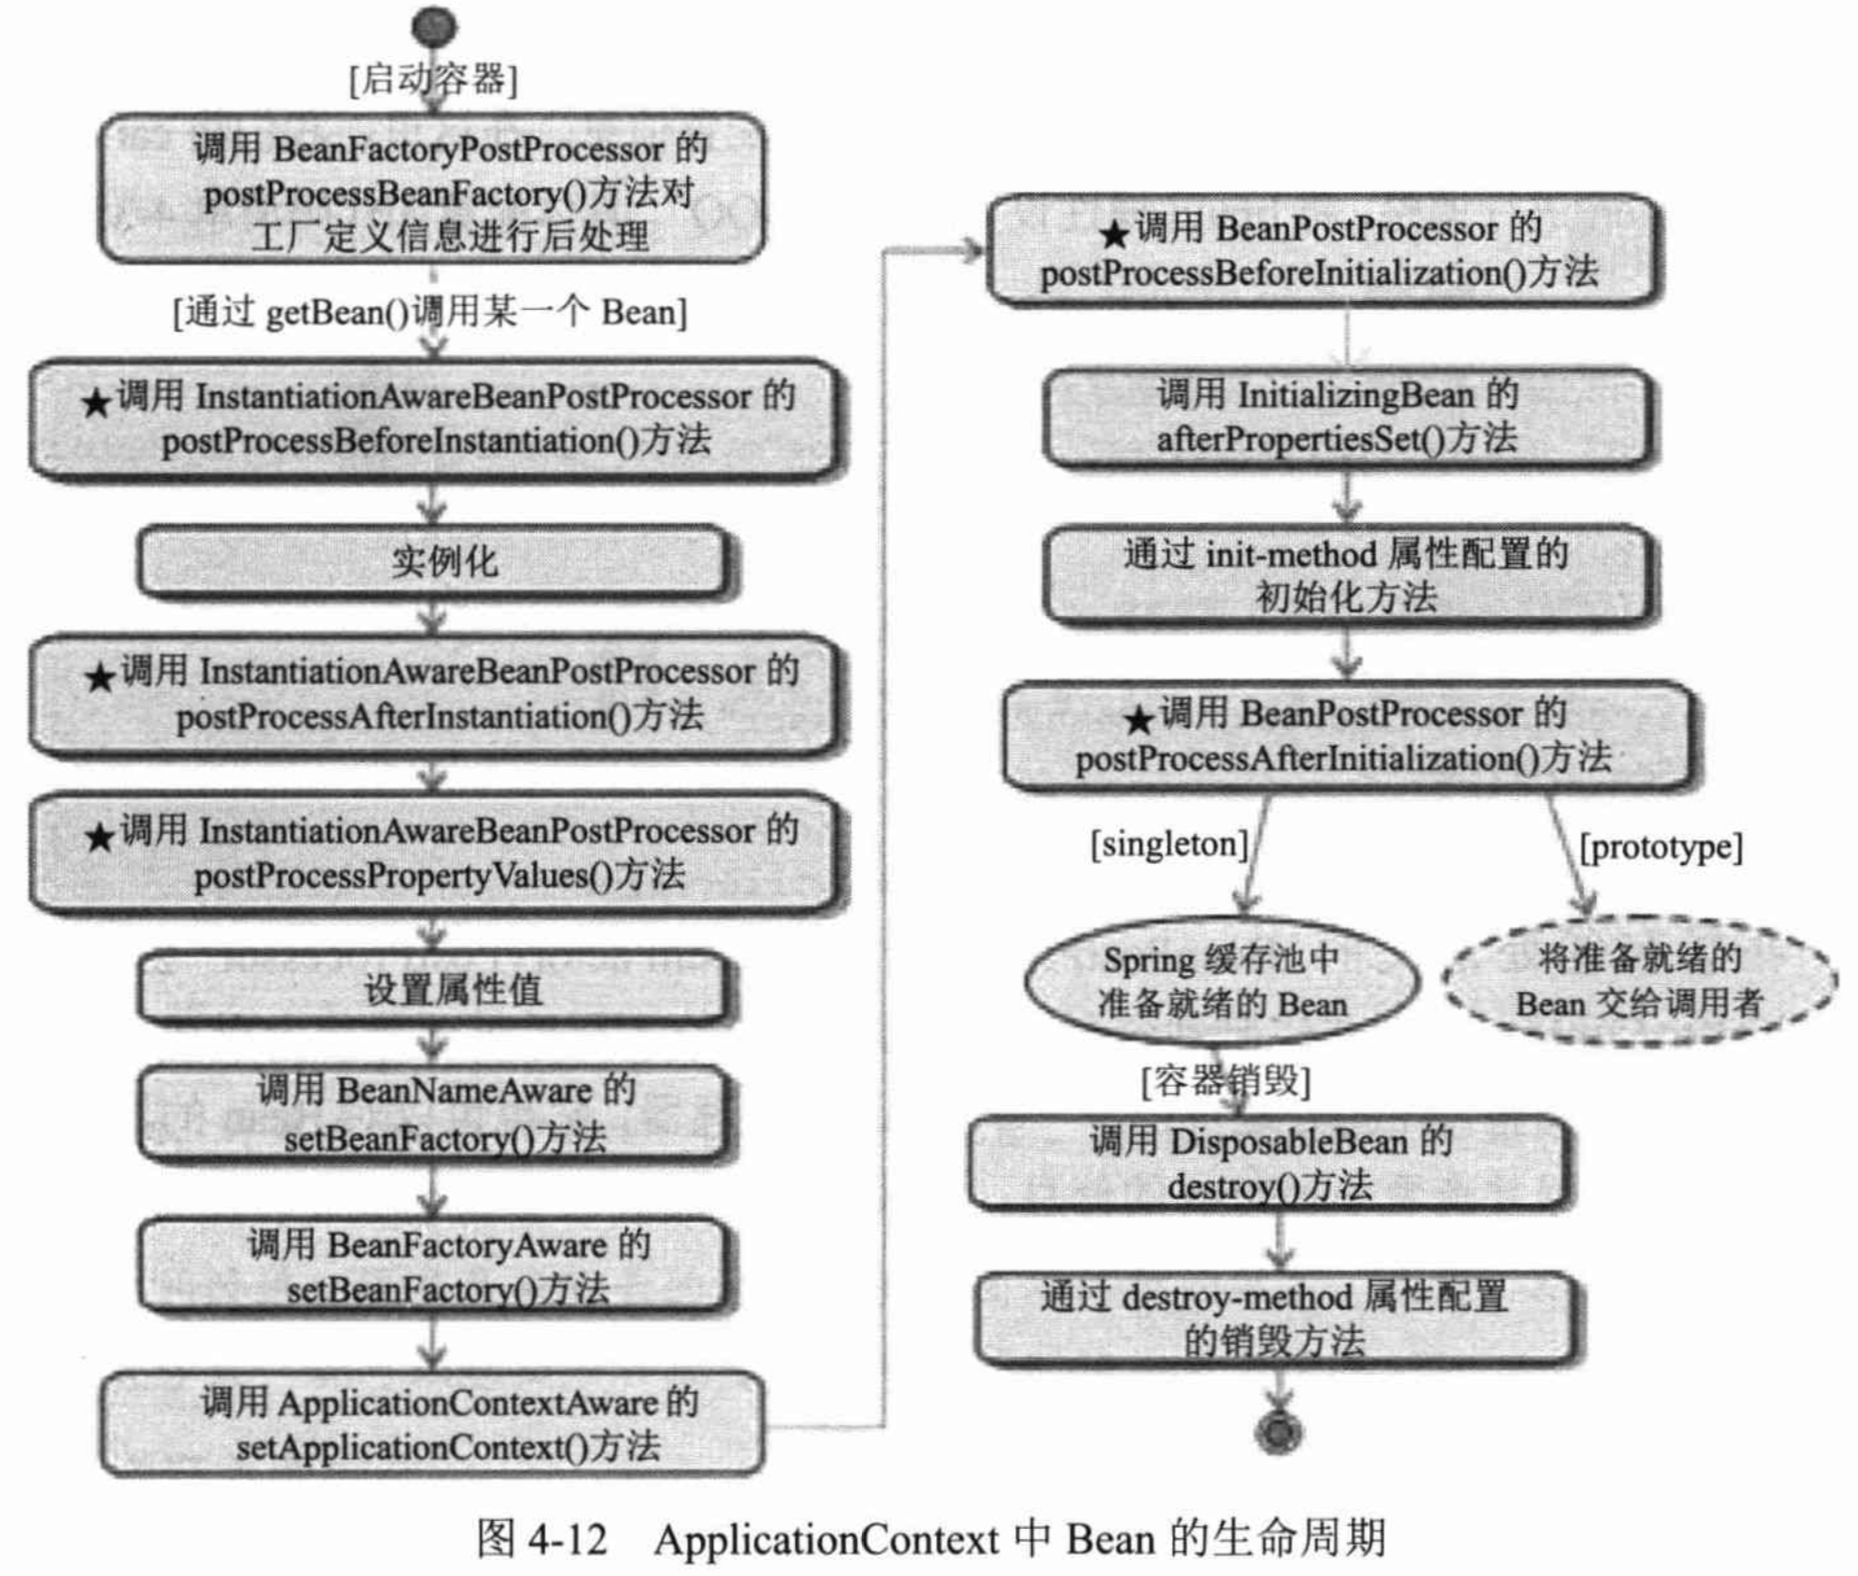 [启动容器]
调用 BeanFactoryPostProcessor 的
postProcessBeanFactory()方法对
工厂定义信息进行后处理
[通过 getBean()调用某一个 Bean]
★调用 InstantiationAwareBeanPostProcessor 的
postProcessBeforeInstantiation()方法
实例化
★调用 InstantiationAwareBeanPostProcessor 的
postProcessAfterInstantiation()方法
★调用 InstantiationAwareBeanPostProcessor 的
postProcessPropertyValues()方法
设置属性值
调用 BeanNameAware 的
setBeanFactory()方法
调用 BeanFactoryAware 的
setBeanFactory()方法
调用 ApplicationContextAware 的
setApplicationContext()方法
★调用 BeanPostProcessor 的
postProcessBeforeInitialization()方法
调用 InitializingBean 的
afterPropertiesSet()方法
通过 init-method 属性配置的
初始化方法
★调用 BeanPostProcessor 的
postProcessAfterInitialization()方法
[singleton]
[prototype]
Spring 缓存池中
准备就绪的 Bean
将准备就绪的
Bean 交给调用者
[容器销毁]
调用 DisposableBean 的
destroy()方法
通过 destroy-method 属性配置
的销毁方法
图 4-12 ApplicationContext 中 Bean 的生命周期